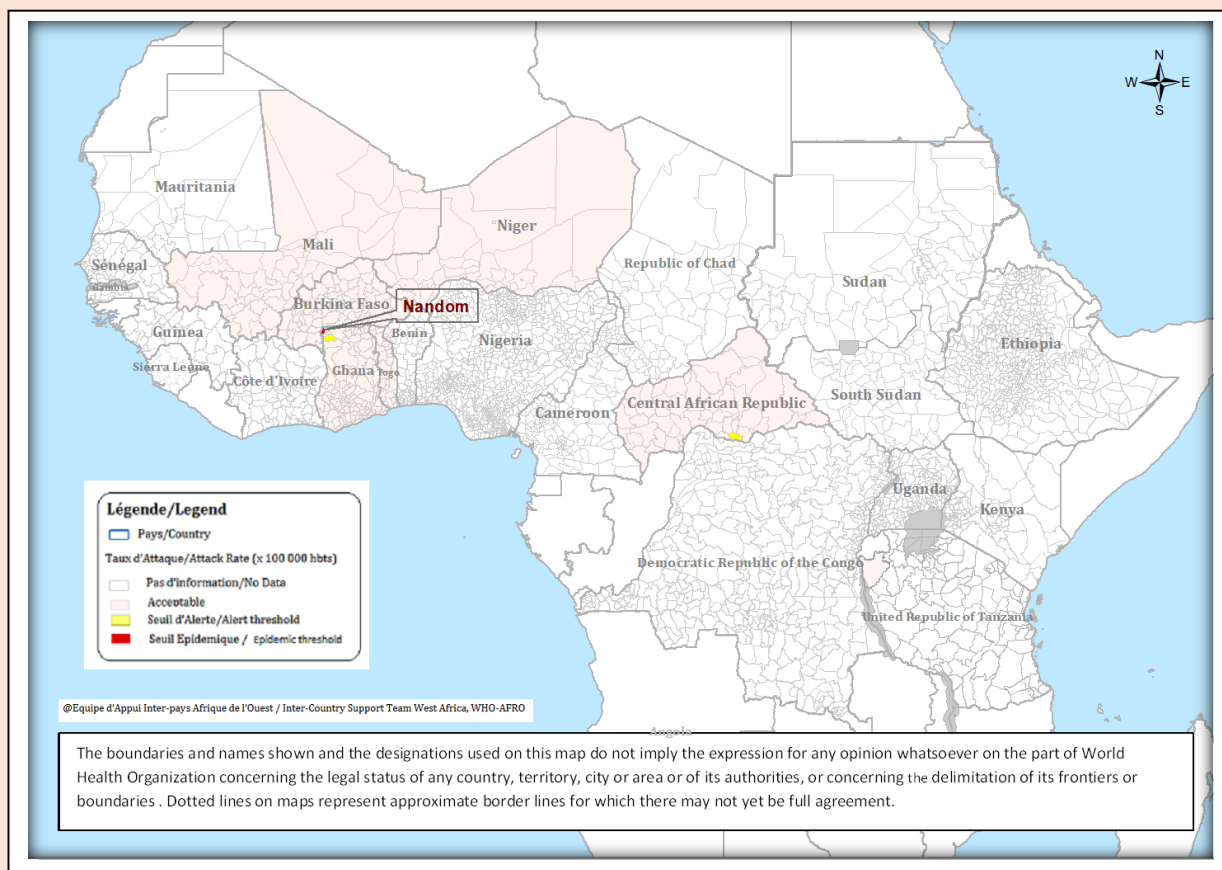 N
W E
S
Mauritania
Mali
Niger
Sénégal
Gambia
Republic of Chad
Sudan
Burkina Faso
Nandom
Guinea
Benin
Nigeria
Ethiopia
Sierra Leone
Côte d'Ivoire
Ghana
Togo
Cameroon
Central African Republic
South Sudan
Uganda
Kenya
Democratic Republic of the Congo
United Republic of Tanzania
Angola
Légende/Legend
Pays/Country
Taux d'Attaque/Attack Rate (x 100 000 hbts)
Pas d'information/No Data
Acceptable
Seuil d'Alerte/Alert threshold
Seuil Epidemique / Epidemic threshold
@Equipe d'Appui Inter-pays Afrique de l'Ouest / Inter-Country Support Team West Africa, WHO-AFRO
The boundaries and names shown and the designations used on this map do not imply the expression for any opinion whatsoever on the part of World
Health Organization concerning the legal status of any country, territory, city or area or of its authorities, or concerning the delimitation of its frontiers or
boundaries . Dotted lines on maps represent approximate border lines for which there may not yet be full agreement.